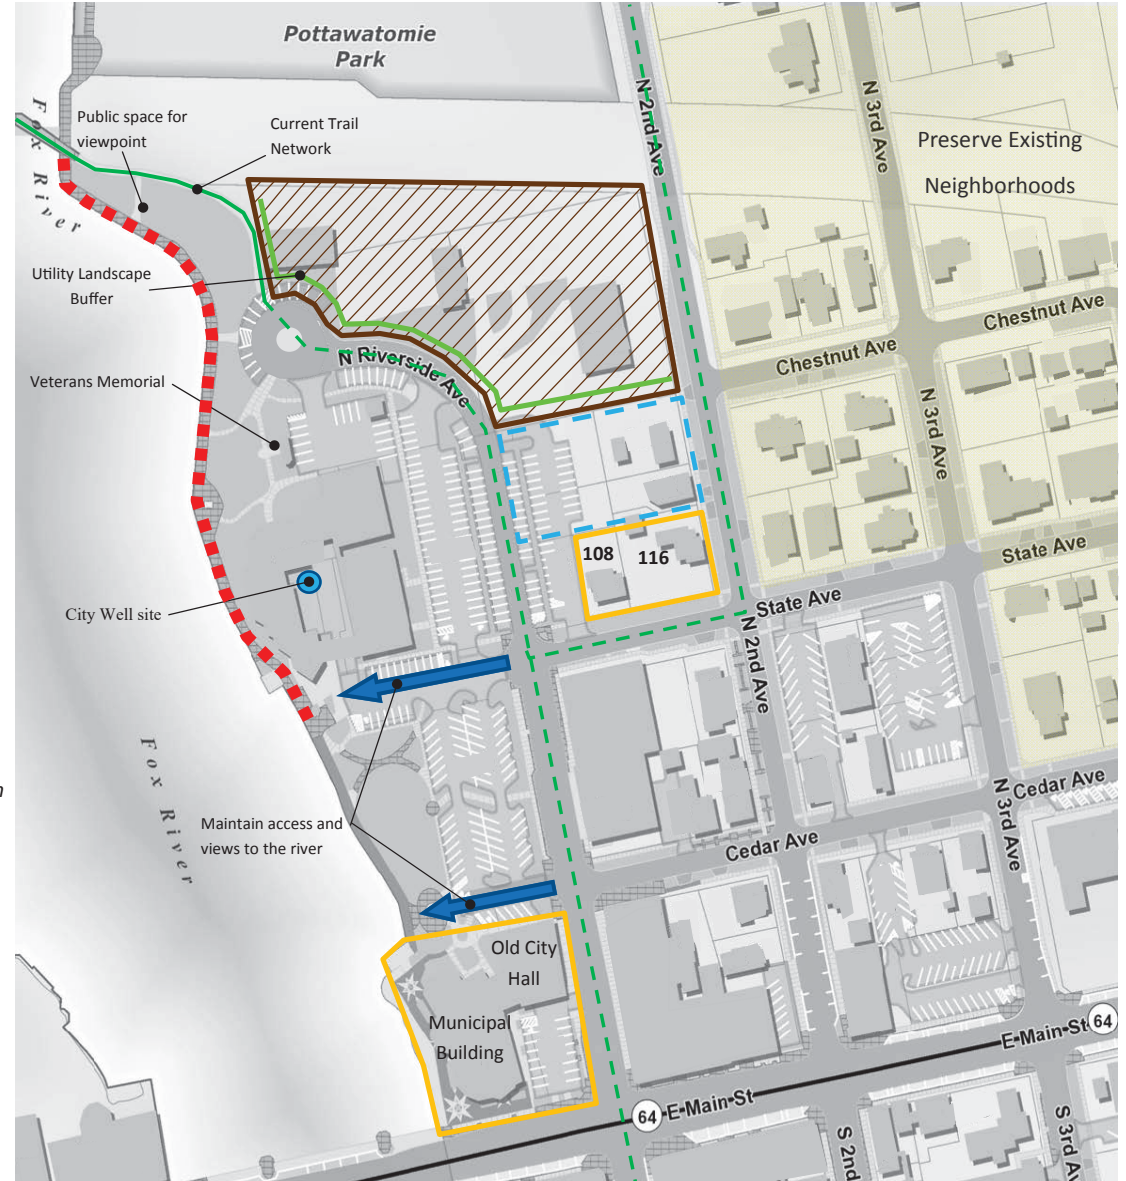 Pottawatomie
Park
N 2nd Ave
N 3rd Ave
Fox River
Public space for
viewpoint
Current Trail
Network
Preserve Existing
Neighborhoods
Utility Landscape
Buffer
Chestnut Ave
Chestnut Ave
N Riverside Ave
Veterans Memorial
N 3rd Ave
108
116
State Ave
City Well site
State Ave
N 2nd Ave
Fox River
n
Cedar Ave
N 3rd Ave
Maintain access and
views to the river
Cedar Ave
Old City
Hall
Municipal
Building
E Main St
64
64
E Main St
S 2nd
S 3rd Av